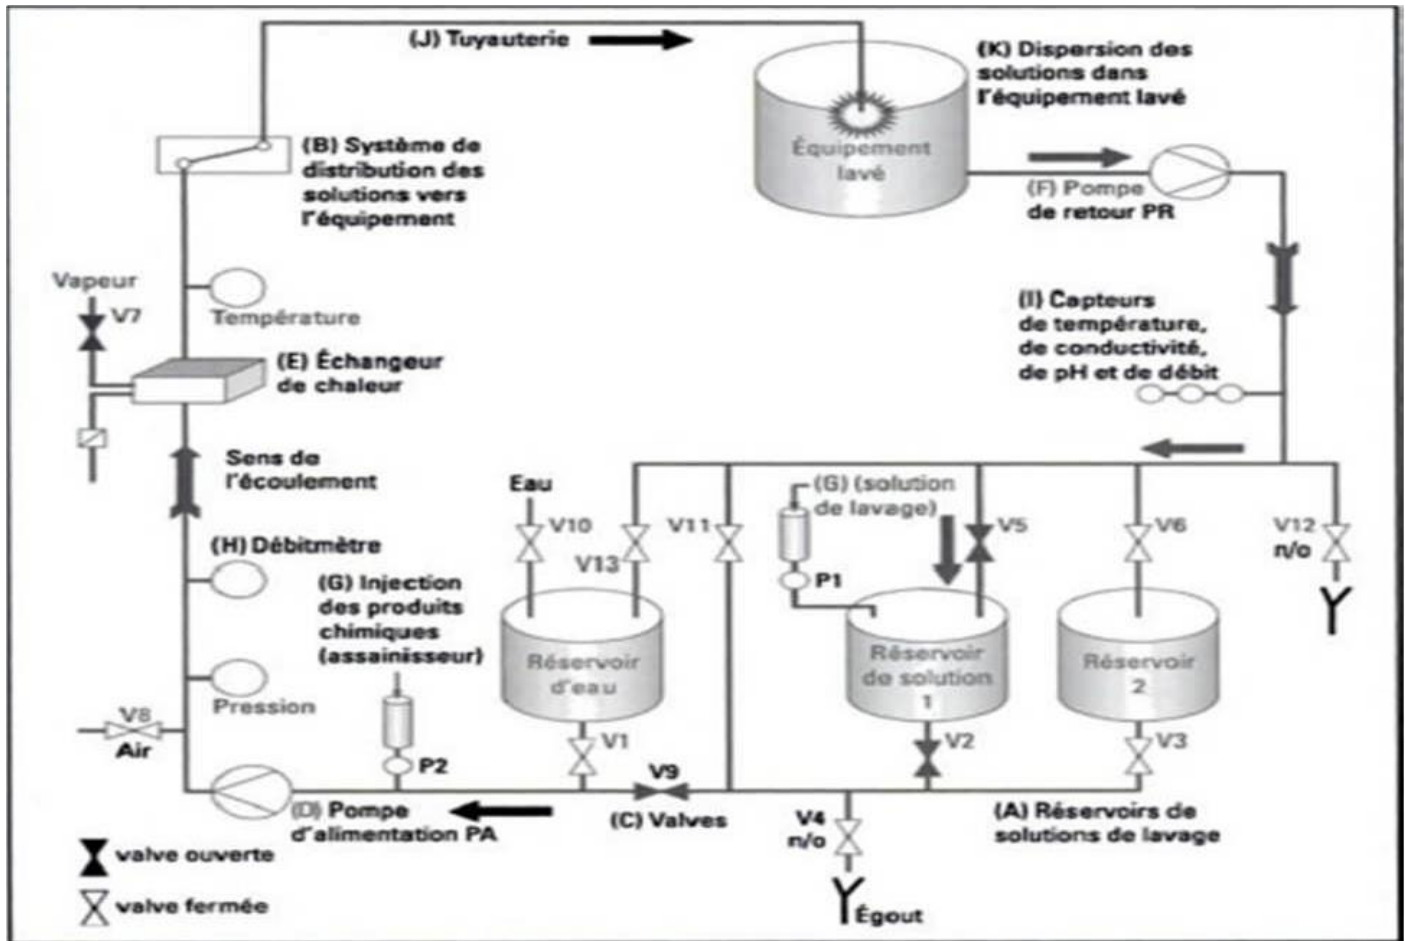 (J) Tuyauterie
(K) Dispersion des
solutions dans
l'équipement lavé
(B) Système de
distribution des
solutions vers
l'équipement
Équipement
lavé
(F) Pompe
de retour PR
Vapeur
V7
Température
(I) Capteurs
de température,
de conductivité,
de pH et de débit
(E) Échangeur
de chaleur
Sens de
l'écoulement
Eau
V10
V13
V11
(G) (solution
de lavage)
P1
V5
V6
V12
n/o
(H) Débitmètre
(G) Injection
des produits
chimiques
(assainisseur)
Réservoir
d'eau
Réservoir
de solution
1
Réservoir
2
Pression
V8
Air
P2
V1
V9
V2
V3
(D) Pompe
d'alimentation PA
(C) Valves
V4
n/o
(A) Réservoirs de
solutions de lavage
valve ouverte
valve fermée
Égout